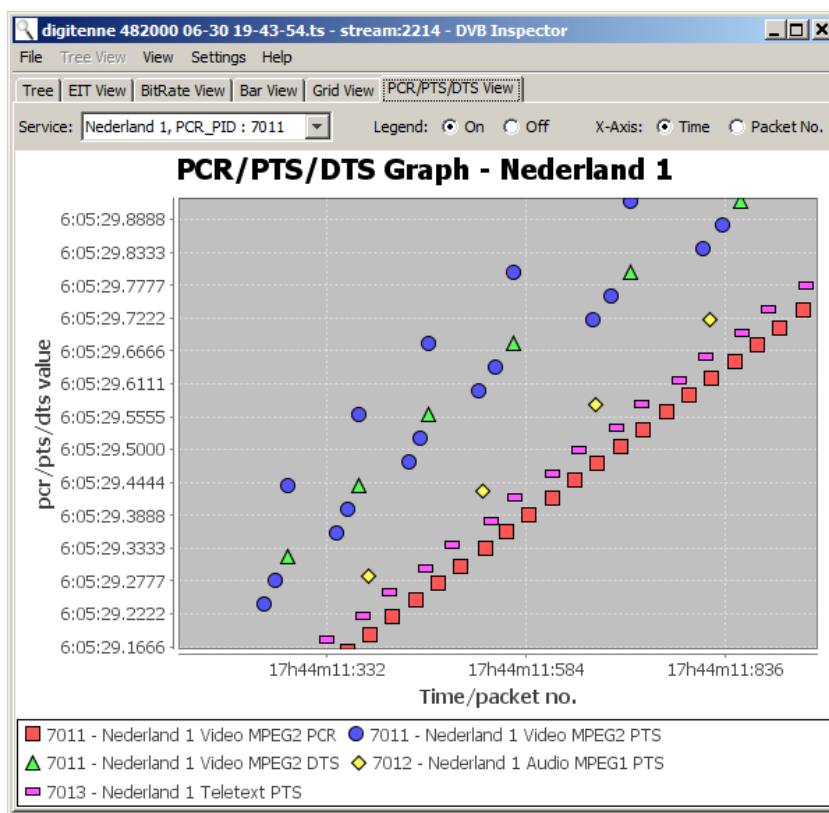 digitenne 482000 06-30 19-43-54.ts - stream:2214 - DVB Inspector
File Tree View View Settings Help
Tree EIT View BitRate View Bar View Grid View PCR/PTS/DTS View
Service: Nederland 1, PCR_PID : 7011 Legend: On Off X-Axis: Time Packet No.
PCR/PTS/DTS Graph - Nederland 1
pcr/pts/dts value
6:05:29.8888
6:05:29.8333
6:05:29.7777
6:05:29.7222
6:05:29.6666
6:05:29.6111
6:05:29.5555
6:05:29.5000
6:05:29.4444
6:05:29.3888
6:05:29.3333
6:05:29.2777
6:05:29.2222
6:05:29.1666
17h44m11:332 17h44m11:584 17h44m11:836
Time/packet no.
7011 - Nederland 1 Video MPEG2 PCR 7011 - Nederland 1 Video MPEG2 PTS
7011 - Nederland 1 Video MPEG2 DTS 7012 - Nederland 1 Audio MPEG1 PTS
7013 - Nederland 1 Teletext PTS